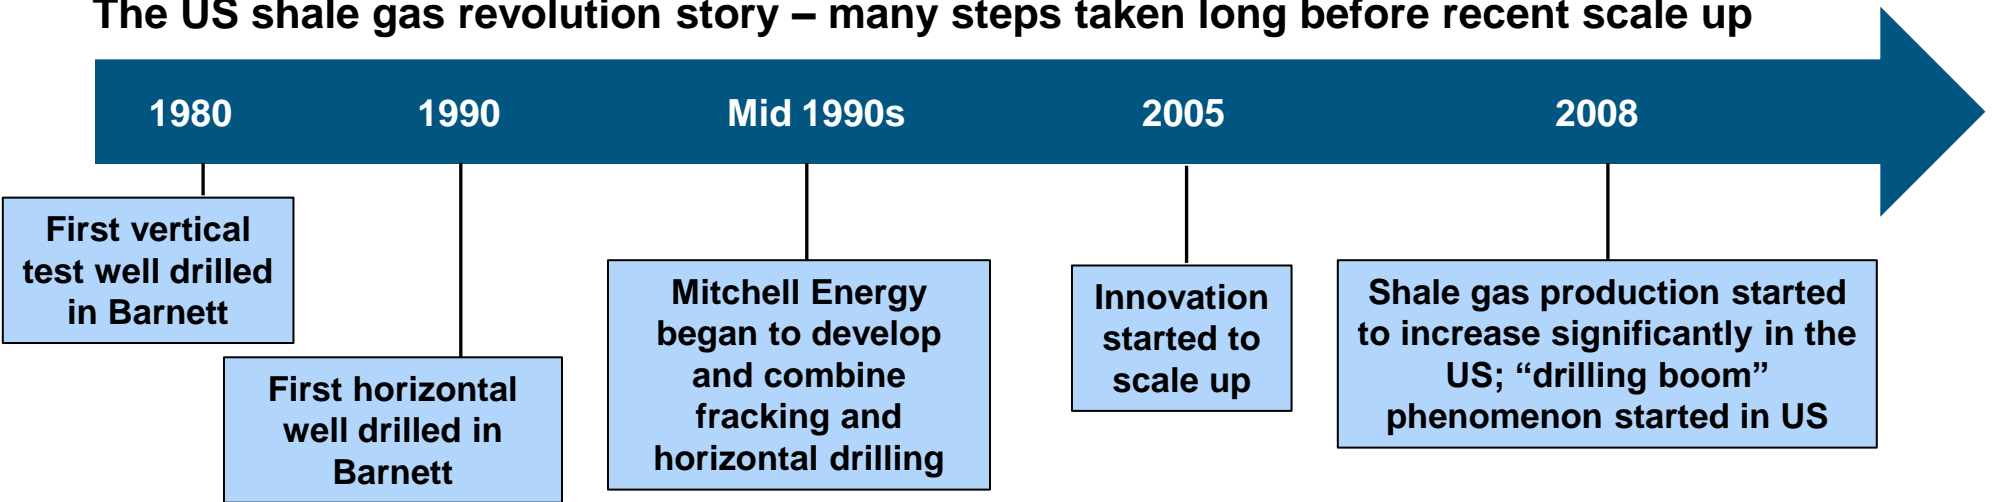 The US shale gas revolution story – many steps taken long before recent scale up
1980
1990
Mid 1990s
2005
2008
First vertical
test well drilled
in Barnett
First horizontal
well drilled in
Barnett
Mitchell Energy
began to develop
and combine
fracking and
horizontal drilling
Innovation
started to
scale up
Shale gas production started
to increase significantly in the
US; “drilling boom”
phenomenon started in US